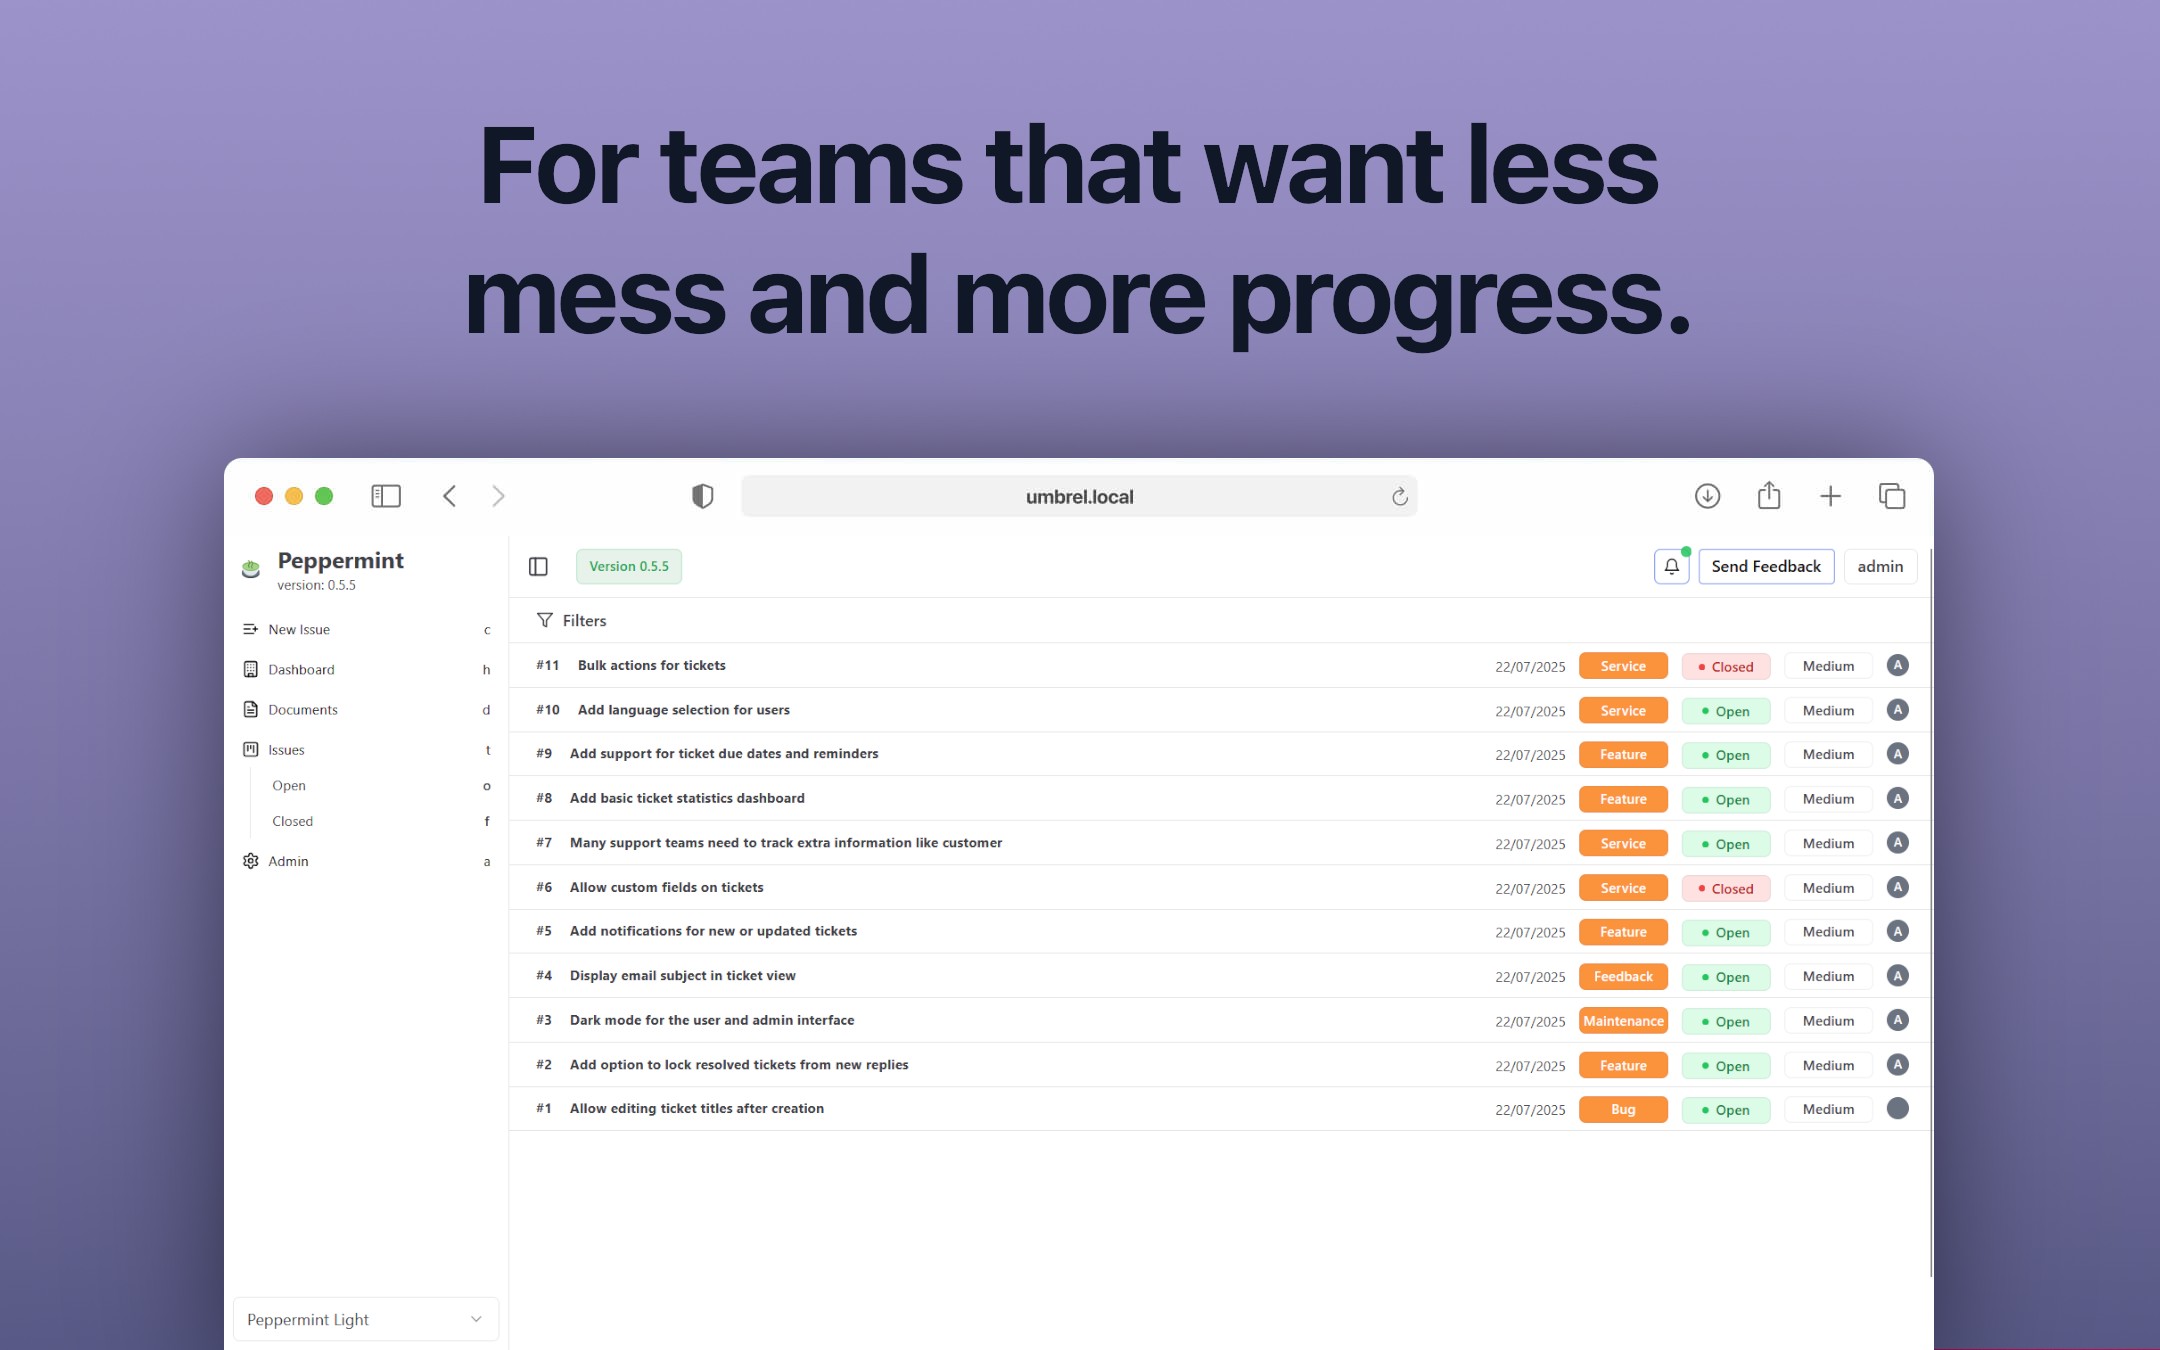 For teams that want less
mess and more progress.
umbrel.local
Peppermint
version: 0.5.5
Version 0.5.5
Send Feedback
admin
New Issue c
Dashboard h
Documents d
Issues t
Open o
Closed f
Admin a
Peppermint Light
Filters
#11 Bulk actions for tickets 22/07/2025 Service Closed Medium A
#10 Add language selection for users 22/07/2025 Service Open Medium A
#9 Add support for ticket due dates and reminders 22/07/2025 Feature Open Medium A
#8 Add basic ticket statistics dashboard 22/07/2025 Feature Open Medium A
#7 Many support teams need to track extra information like customer 22/07/2025 Service Open Medium A
#6 Allow custom fields on tickets 22/07/2025 Service Closed Medium A
#5 Add notifications for new or updated tickets 22/07/2025 Feature Open Medium A
#4 Display email subject in ticket view 22/07/2025 Feedback Open Medium A
#3 Dark mode for the user and admin interface 22/07/2025 Maintenance Open Medium A
#2 Add option to lock resolved tickets from new replies 22/07/2025 Feature Open Medium A
#1 Allow editing ticket titles after creation 22/07/2025 Bug Open Medium